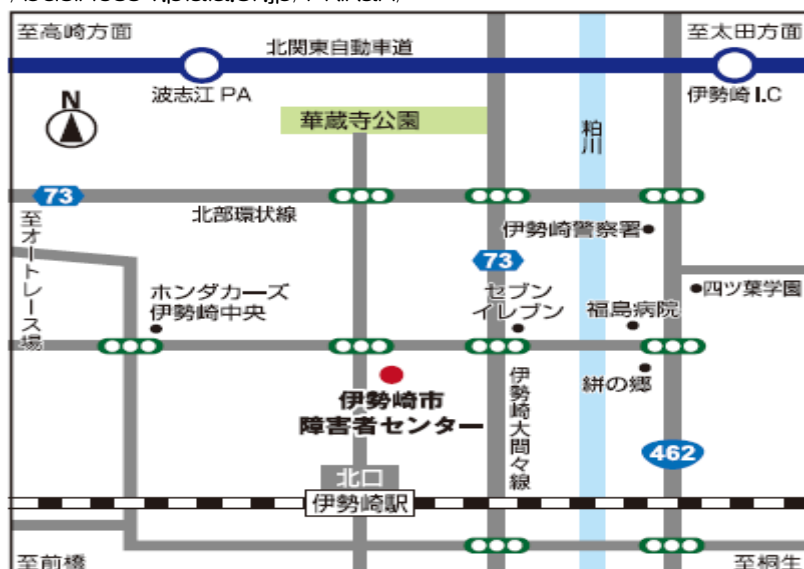 至高崎方面
至太田方面
北関東自動車道
波志江 PA
伊勢崎 I.C
N
華蔵寺公園
粕川
73
北部環状線
至オートレース場
伊勢崎警察署
73
四ツ葉学園
ホンダカーズ
伊勢崎中央
セブン
イレブン
福島病院
絣の郷
伊勢崎市
障害者センター
伊勢崎大間々線
462
北口
伊勢崎駅
至前橋
至桐生